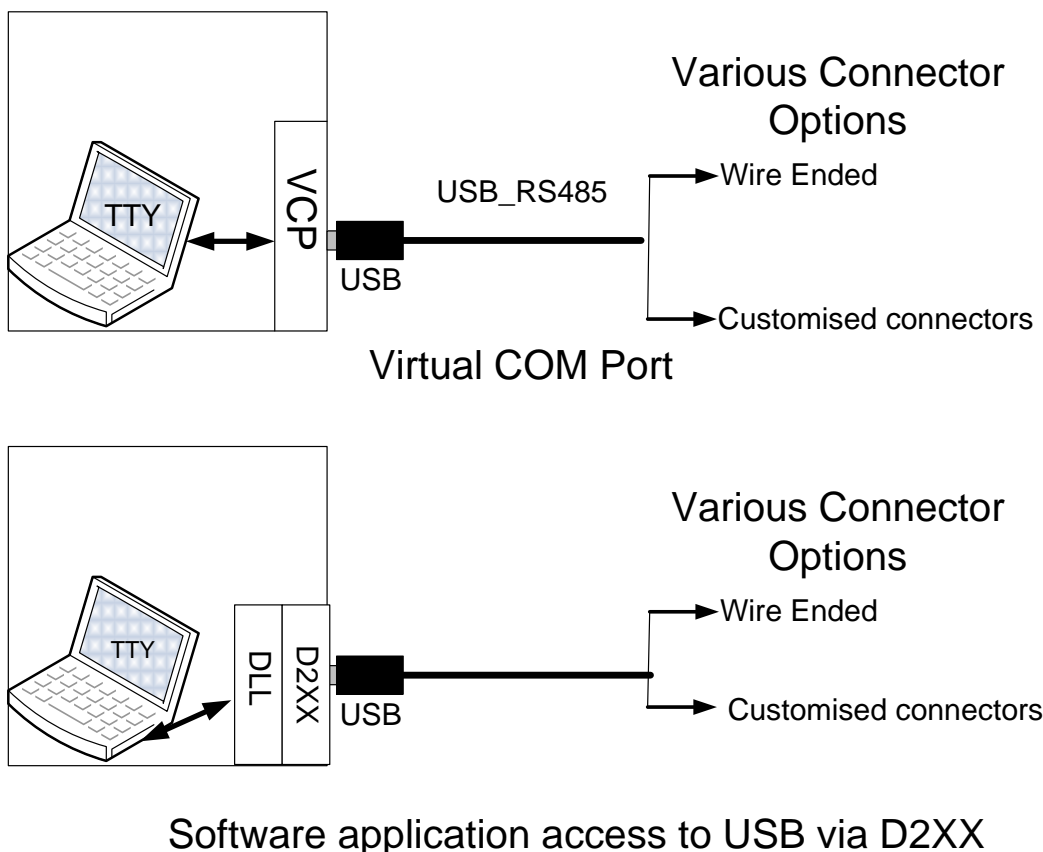 Various Connector
Options
Wire Ended
USB_RS485
VCP
TTY
USB
Customised connectors
Virtual COM Port
Various Connector
Options
Wire Ended
TTY
DLL
D2XX
USB
Customised connectors
Software application access to USB via D2XX